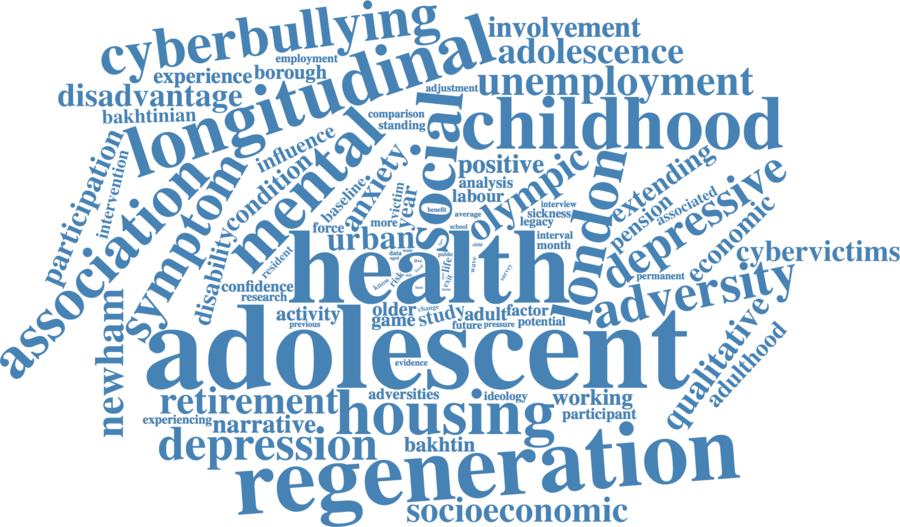 cyberbullying
longitudinal
involvement
adolescence
employment
experience
borough
unemployment
disadvantage
adjustment
bakhtinian
comparison
standing
childhood
social
influence
mental
participation
intervention
condition
symptom
association
disability
baseline
anxiety
victim
year
more
force
positive
analysis
labour
olympic
london
extending
pension
associated
depressive
economic
benefit
average
school
interview
sickness
legacy
interval
month
urban
resident
health
data
public
child
life
exit
risk
know
wave
survey
permanent
cybervictims
adversity
confidence
research
activity
previous
older
game
change
study
adult
factor
future
pressure
potential
newham
adolescent
evidence
qualitative
adulthood
retirement
housing
adversities
ideology
working
participant
experiencing
narrative
depression
bakhtin
regeneration
socioeconomic